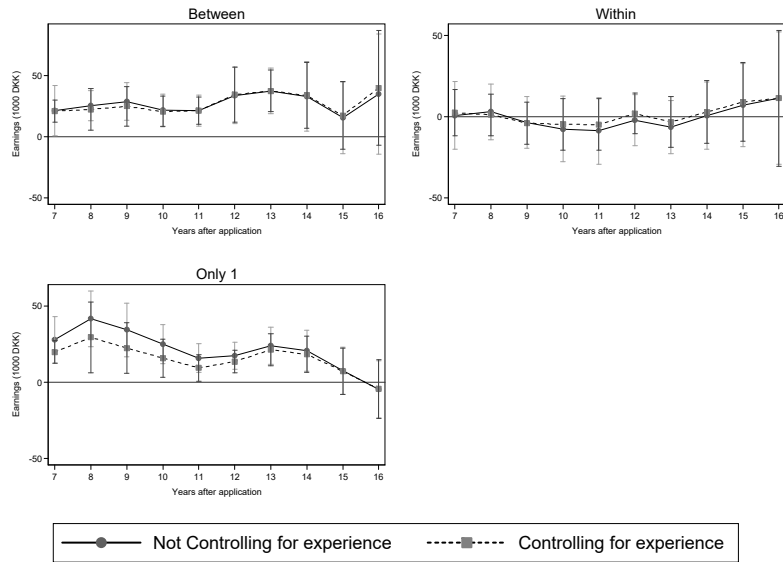 Between
50
0
-50
Earnings (1000 DKK)
7 8 9 10 11 12 13 14 15 16
Years after application
Within
50
0
-50
Earnings (1000 DKK)
7 8 9 10 11 12 13 14 15 16
Years after application
Only 1
50
0
-50
Earnings (1000 DKK)
7 8 9 10 11 12 13 14 15 16
Years after application
Not Controlling for experience Controlling for experience